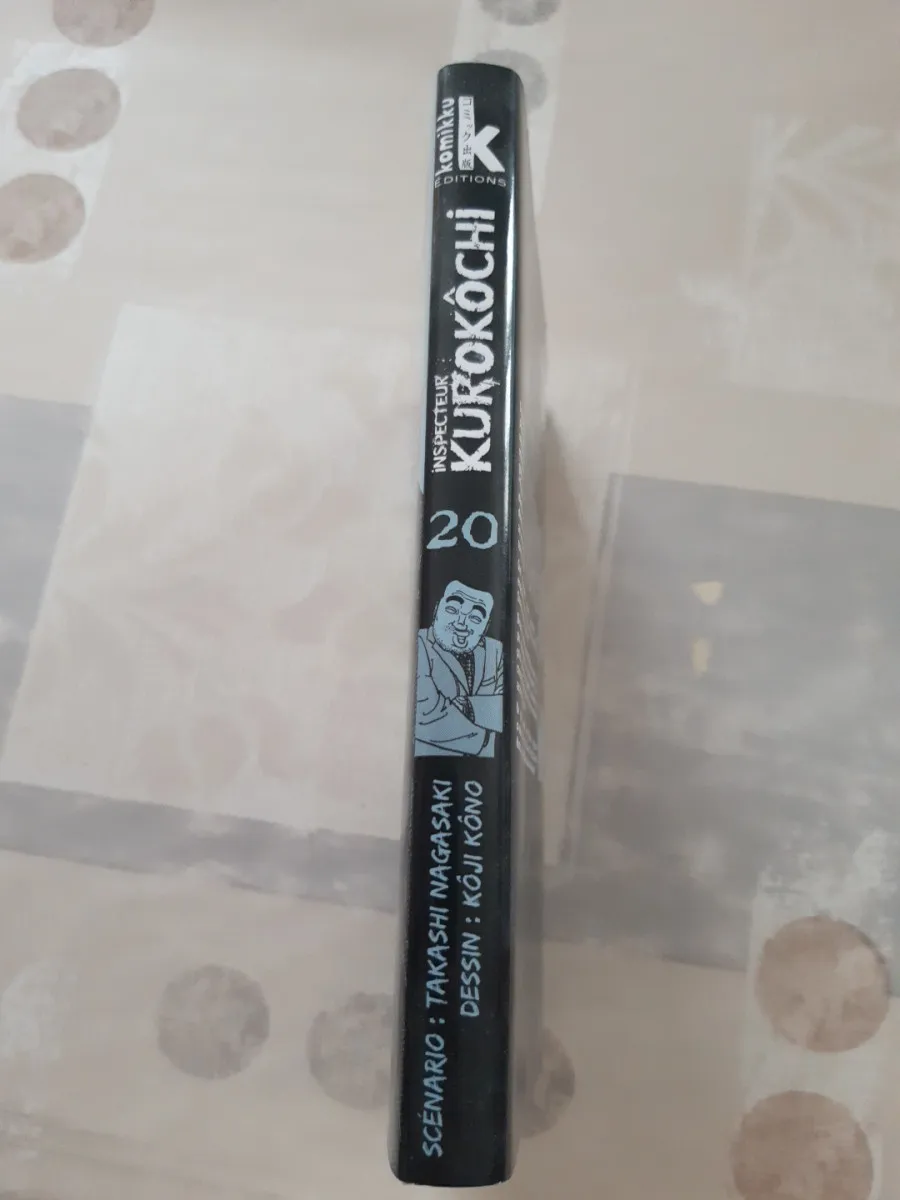 komikku
ÉDITIONS
iNSPECTEUR
KUROKÔCHi
20
SCÉNARIO : TAKASHI NAGASAKI
DESSIN : KÔJI KÔNO